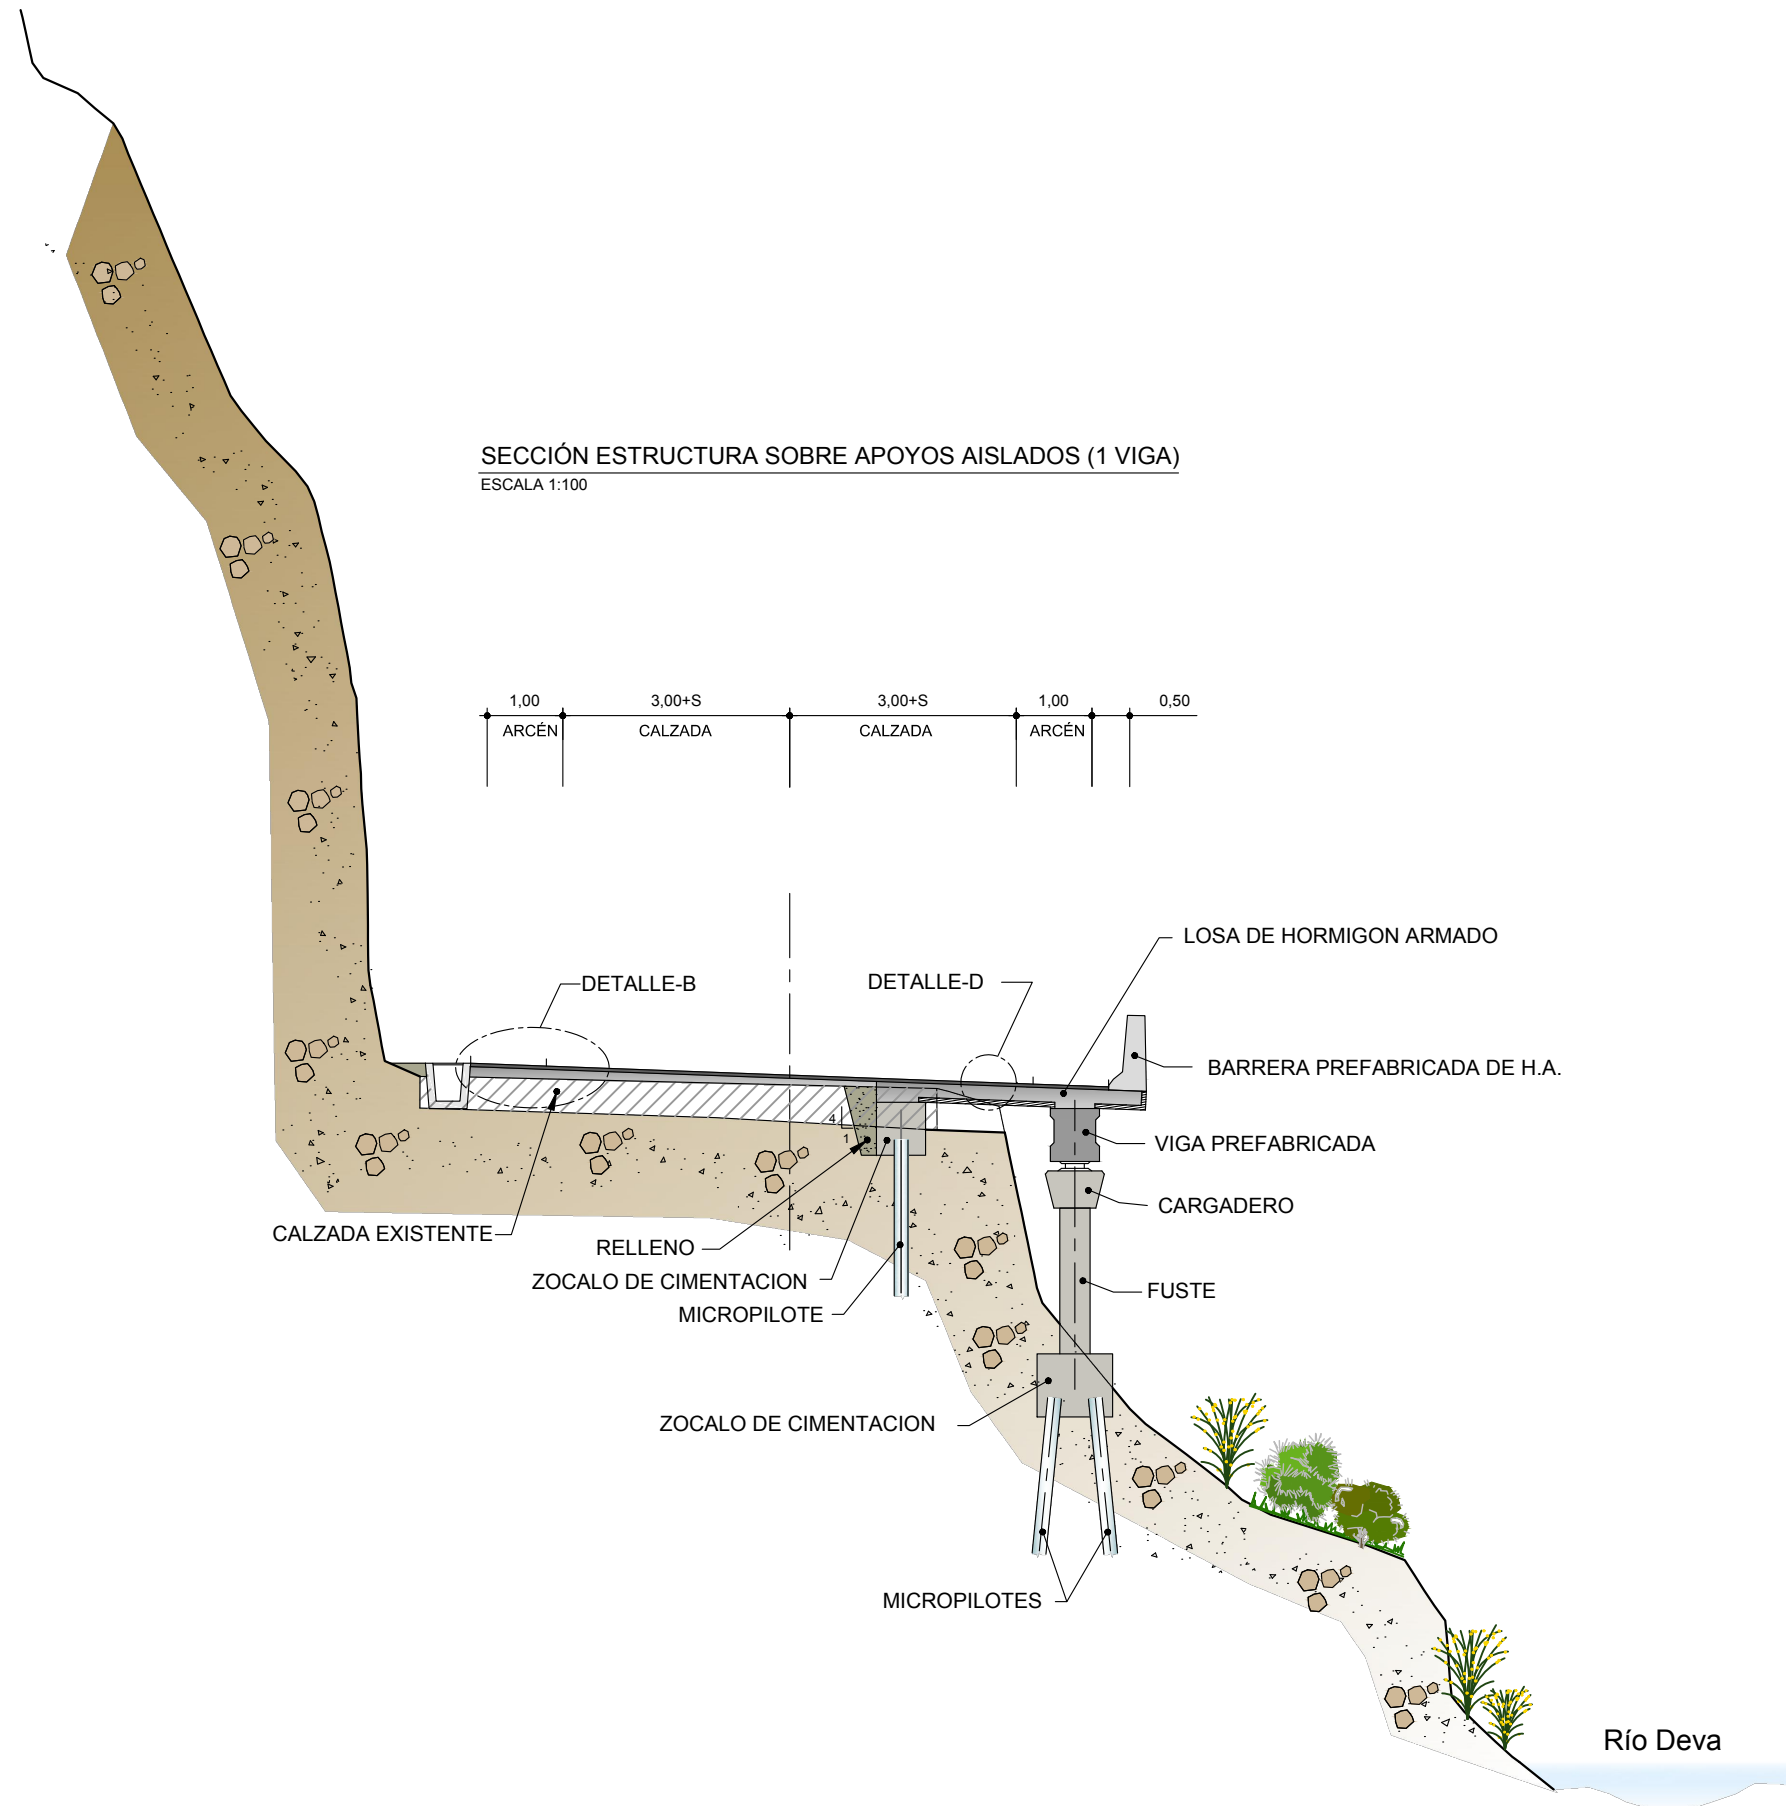 SECCIÓN ESTRUCTURA SOBRE APOYOS AISLADOS (1 VIGA)
ESCALA 1:100
1,00 3,00+S 3,00+S 1,00 0,50
ARCÉN CALZADA CALZADA ARCÉN
LOSA DE HORMIGON ARMADO
DETALLE-B DETALLE-D
BARRERA PREFABRICADA DE H.A.
4
1
VIGA PREFABRICADA
CARGADERO
CALZADA EXISTENTE
RELLENO
ZOCALO DE CIMENTACION
FUSTE
MICROPILOTE
ZOCALO DE CIMENTACION
MICROPILOTES
Río Deva